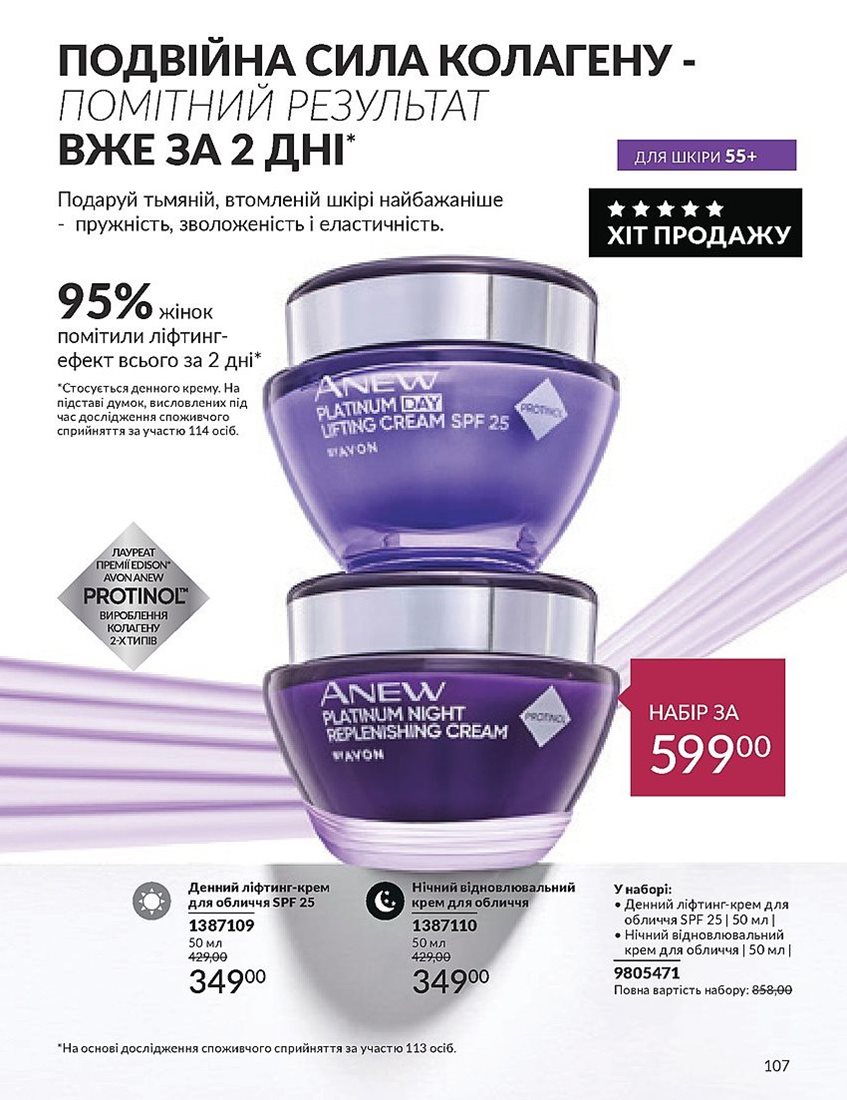 ПОДВІЙНА СИЛА КОЛАГЕНУ -
ПОМІТНИЙ РЕЗУЛЬТАТ
ВЖЕ ЗА 2 ДНІ*
ДЛЯ ШКІРИ 55+
Подаруй тьмяній, втомленій шкірі найбажаніше
- пружність, зволоженість і еластичність.
ХІТ ПРОДАЖУ
95% жінок
помітили ліфтинг-
ефект всього за 2 дні*
*Стосується денного крему. На
підставі думок, висловлених під
час дослідження споживчого
сприйняття за участю 114 осіб.
ANEW
PLATINUM DAY
LIFTING CREAM SPF 25
BY AVON
PROTINOL
ЛАУРЕАТ
ПРЕМІЇ EDISON*
AVON ANEW
PROTINOL™
ВИРОБЛЕННЯ
КОЛАГЕНУ
2-Х ТИПІВ
ANEW
PLATINUM NIGHT
REPLENISHING CREAM
BY AVON
PROTINOL
НАБІР ЗА
59900
Денний ліфтинг-крем
для обличчя SPF 25
1387109
50 мл
429,00
34900
Нічний відновлювальний
крем для обличчя
1387110
50 мл
429,00
34900
У наборі:
• Денний ліфтинг-крем для
обличчя SPF 25 | 50 мл |
• Нічний відновлювальний
крем для обличчя | 50 мл |
9805471
Повна вартість набору: 858,00
*На основі дослідження споживчого сприйняття за участю 113 осіб.
107